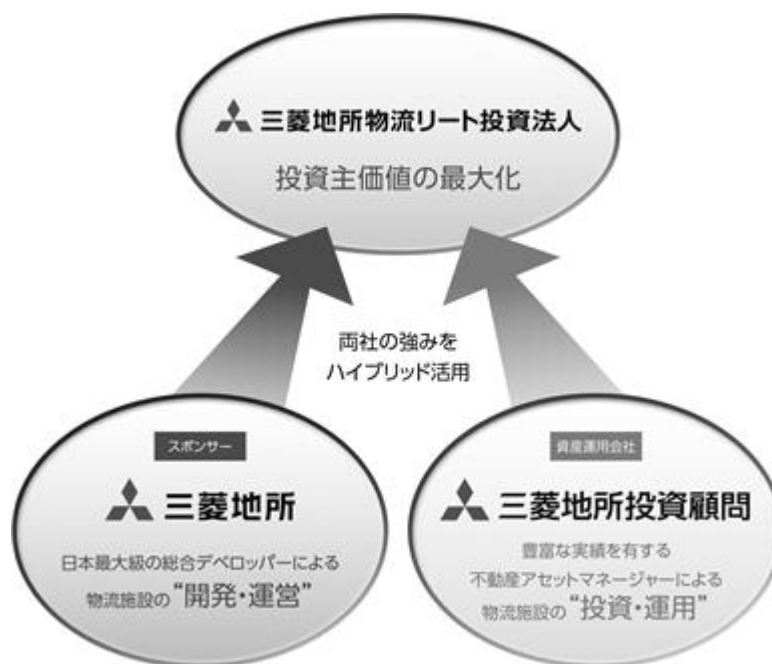 三菱地所物流リート投資法人
投資主価値の最大化
両社の強みを
ハイブリッド活用
スポンサー
三菱地所
日本最大級の総合デベロッパーによる
物流施設の“開発・運営”
資産運用会社
三菱地所投資顧問
豊富な実績を有する
不動産アセットマネージャーによる
物流施設の“投資・運用”